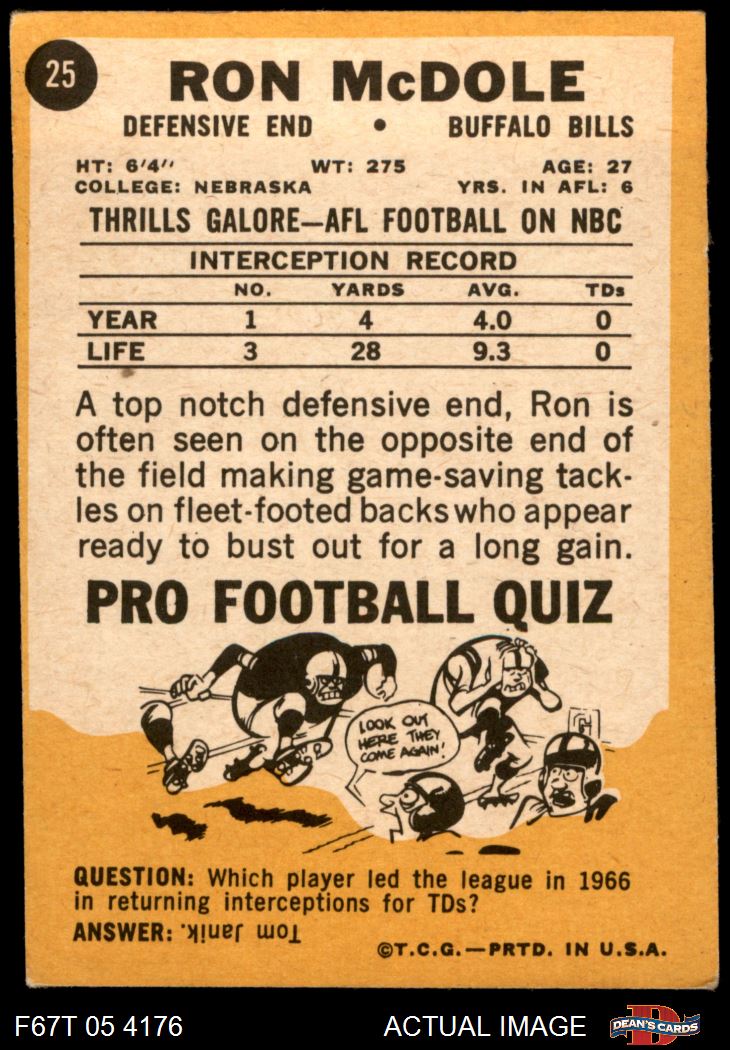 25
RON McDOLE
DEFENSIVE END • BUFFALO BILLS
HT: 6'4" WT: 275 AGE: 27
COLLEGE: NEBRASKA YRS. IN AFL: 6
THRILLS GALORE—AFL FOOTBALL ON NBC
INTERCEPTION RECORD
NO. YARDS AVG. TDs
YEAR 1 4 4.0 0
LIFE 3 28 9.3 0
A top notch defensive end, Ron is
often seen on the opposite end of
the field making game-saving tack-
les on fleet-footed backs who appear
ready to bust out for a long gain.
PRO FOOTBALL QUIZ
LOOK OUT
HERE THEY
COME AGAIN!
QUESTION: Which player led the league in 1966
in returning interceptions for TDs?
ANSWER: Tom Janik.
©T.C.G.—PRTD. IN U.S.A.
F67T 05 4176 ACTUAL IMAGE
D
DEAN'S CARDS